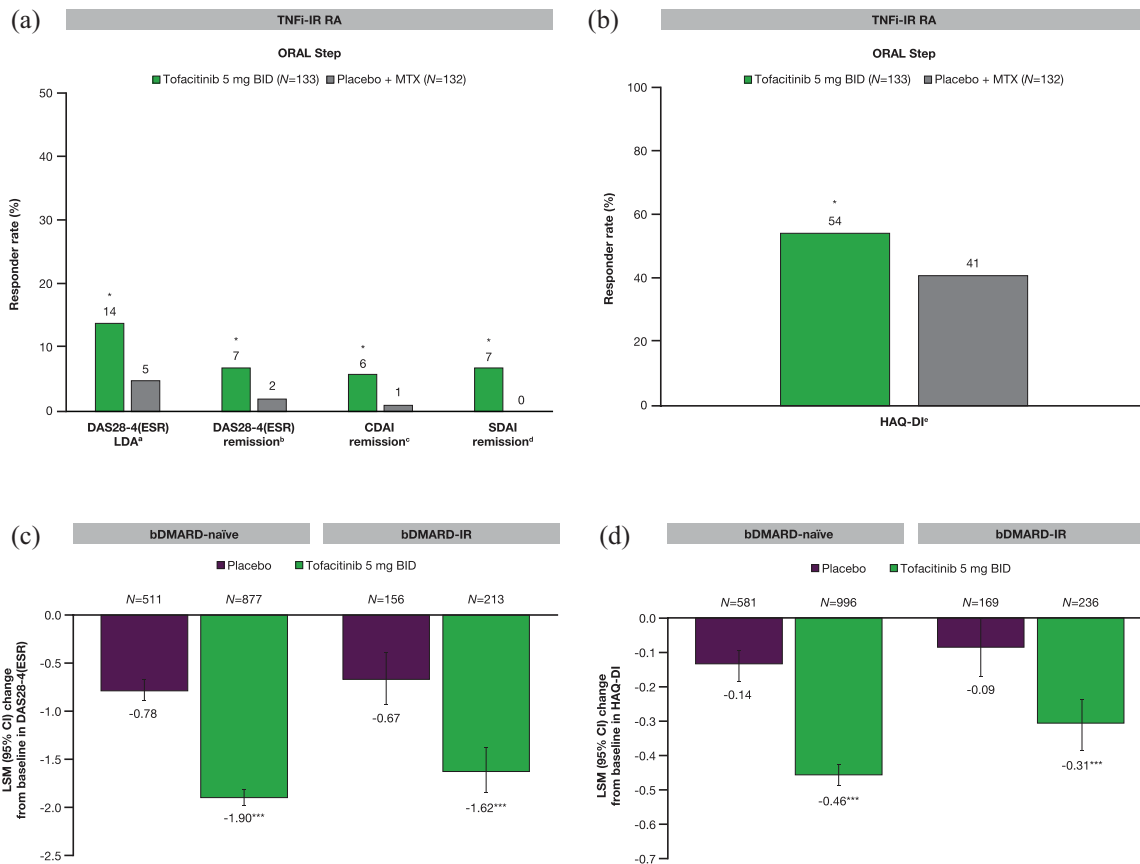 (a)
TNFi-IR RA
ORAL Step
Tofacitinib 5 mg BID (N=133) Placebo + MTX (N=132)
Responder rate (%)
50
40
30
20
10
0
*
14
5
*
7
2
*
6
1
*
7
0
DAS28-4(ESR) LDAᵃ
DAS28-4(ESR) remissionᵇ
CDAI remissionᶜ
SDAI remissionᵈ
(b)
TNFi-IR RA
ORAL Step
Tofacitinib 5 mg BID (N=133) Placebo + MTX (N=132)
Responder rate (%)
100
80
60
40
20
0
*
54
41
HAQ-DIᵉ
(c)
bDMARD-naïve bDMARD-IR
Placebo Tofacitinib 5 mg BID
N=511 N=877 N=156 N=213
LSM (95% CI) change
from baseline in DAS28-4(ESR)
0.0
-0.5
-1.0
-1.5
-2.0
-2.5
-0.78
-1.90***
-0.67
-1.62***
(d)
bDMARD-naïve bDMARD-IR
Placebo Tofacitinib 5 mg BID
N=581 N=996 N=169 N=236
LSM (95% CI) change
from baseline in HAQ-DI
0.0
-0.1
-0.2
-0.3
-0.4
-0.5
-0.6
-0.7
-0.14
-0.46***
-0.09
-0.31***